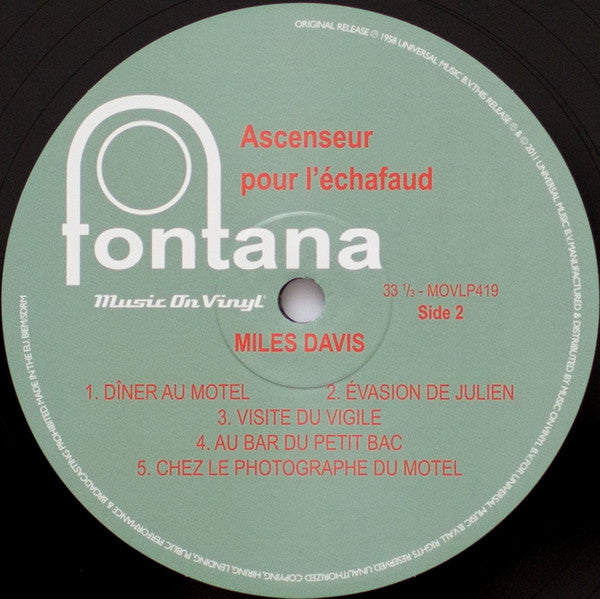 Ascenseur
pour l'échafaud
fontana
Music On Vinyl
33 1/3 - MOVLP419
Side 2
MILES DAVIS
1. DÎNER AU MOTEL 2. ÉVASION DE JULIEN
3. VISITE DU VIGILE
4. AU BAR DU PETIT BAC
5. CHEZ LE PHOTOGRAPHE DU MOTEL
ORIGINAL RELEASE ℗ 1958 UNIVERSAL MUSIC B.V. THIS RELEASE ℗ & © 2011 UNIVERSAL MUSIC B.V. MANUFACTURED & DISTRIBUTED BY MUSIC ON VINYL B.V. FOR UNIVERSAL MUSIC B.V. ALL RIGHTS RESERVED. UNAUTHORIZED COPYING, HIRING, LENDING, PUBLIC PERFORMANCE & BROADCASTING PROHIBITED. MADE IN THE E.U. BIEM/SDRM